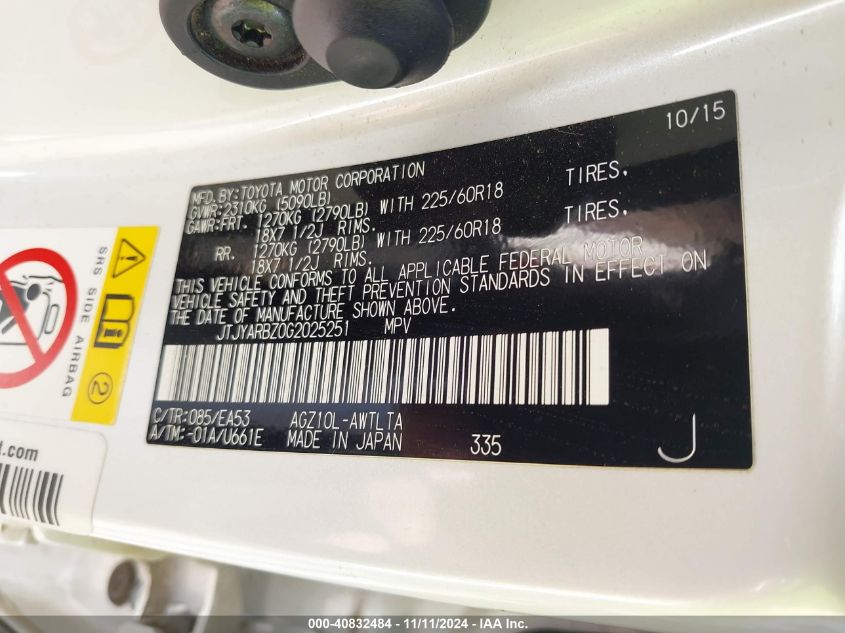 10/15
MFD.BY:TOYOTA MOTOR CORPORATION
GVWR:2310KG (5090LB)
GAWR:FRT. 1270KG (2790LB) WITH 225/60R18 TIRES,
18X7 1/2J RIMS.
RR. 1270KG (2790LB) WITH 225/60R18 TIRES,
18X7 1/2J RIMS.
THIS VEHICLE CONFORMS TO ALL APPLICABLE FEDERAL MOTOR
VEHICLE SAFETY AND THEFT PREVENTION STANDARDS IN EFFECT ON
THE DATE OF MANUFACTURE SHOWN ABOVE.
JTJYARBZ0G2025251 MPV
C/TR:085/EA53 AGZ10L-AWTLTA
A/TM:-01A/U661E MADE IN JAPAN 335
J
SRS SIDE AIRBAG
2
t.com
000-40832484 - 11/11/2024 - IAA Inc.